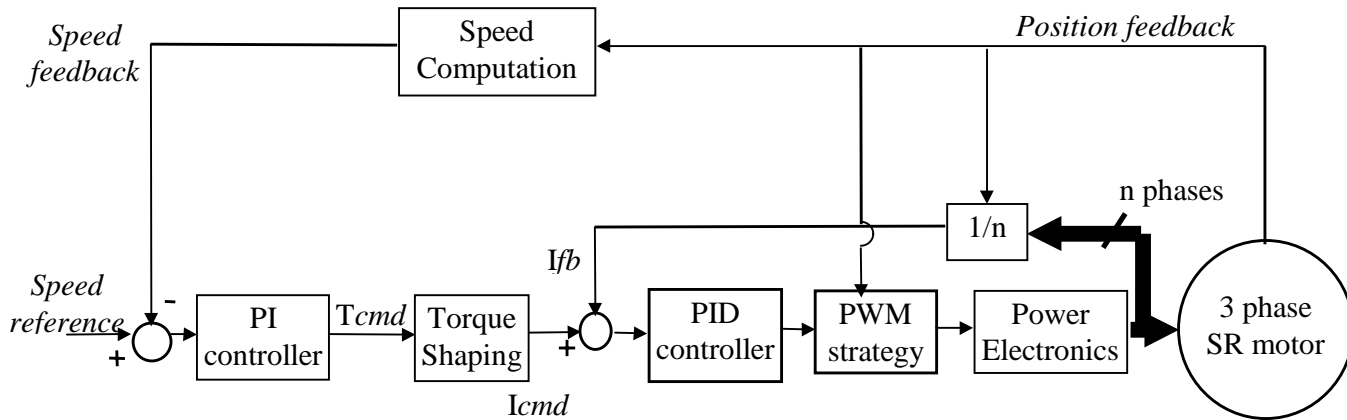 Speed
feedback
Speed
Computation
Position feedback
n phases
1/n
Ifb
Speed
reference
-
+
PI
controller
Tcmd
Torque
Shaping
Icmd
+
PID
controller
PWM
strategy
Power
Electronics
3 phase
SR motor